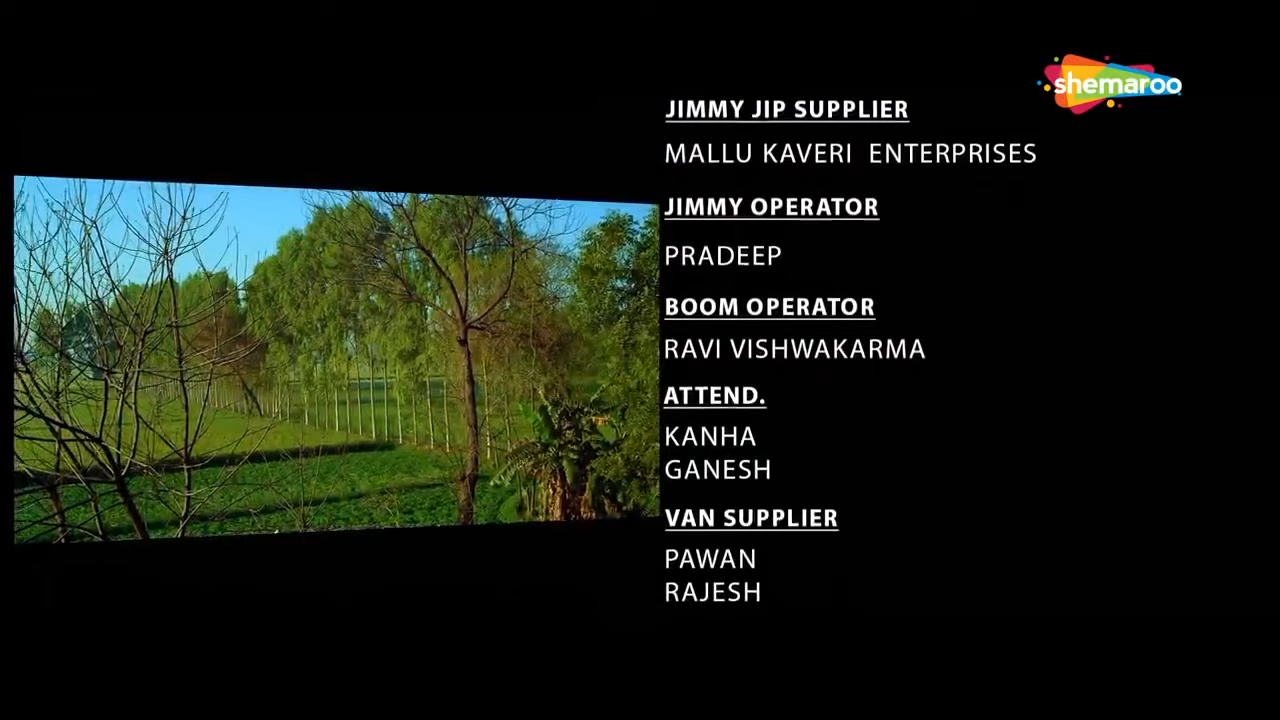 shemaroo
JIMMY JIP SUPPLIER
MALLU KAVERI ENTERPRISES
JIMMY OPERATOR
PRADEEP
BOOM OPERATOR
RAVI VISHWAKARMA
ATTEND.
KANHA
GANESH
VAN SUPPLIER
PAWAN
RAJESH